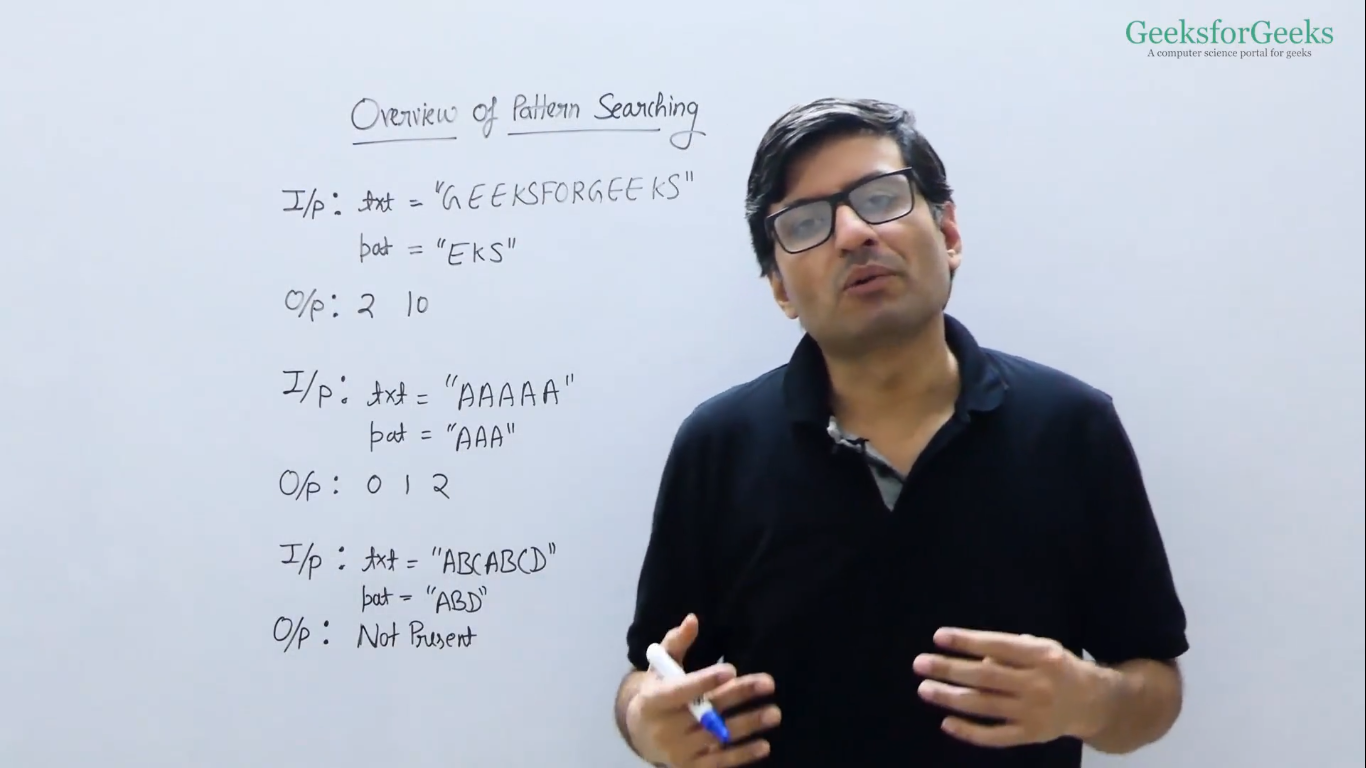 GeeksforGeeks
A computer science portal for geeks
Overview of Pattern Searching
I/p: txt = "GEEKSFORGEEKS"
pat = "EKS"
O/p: 2 10
I/p: txt = "AAAAA"
pat = "AAA"
O/p: 0 1 2
I/p: txt = "ABCABCD"
pat = "ABD"
O/p: Not Present